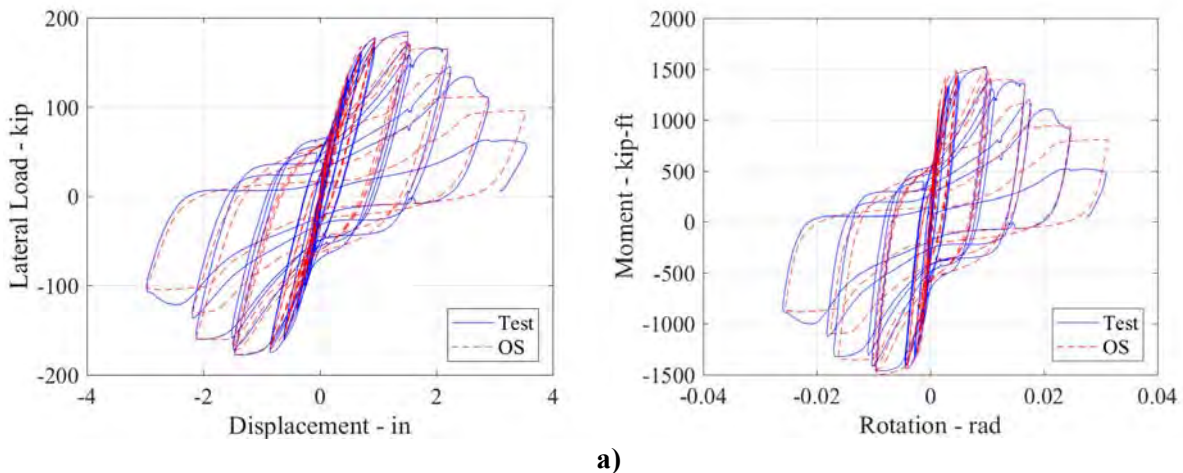 200
100
0
-100
-200
Lateral Load - kip
-4
-2
0
2
4
Displacement - in
Test
OS
2000
1500
1000
500
0
-500
-1000
-1500
Moment - kip-ft
-0.04
-0.02
0
0.02
0.04
Rotation - rad
Test
OS
a)